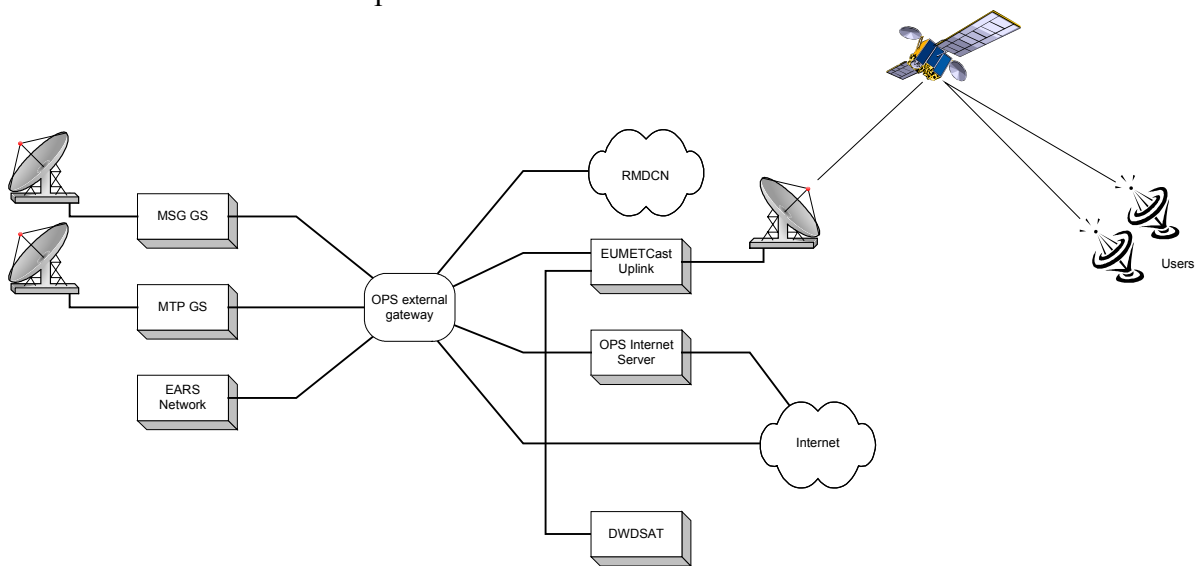 RMDCN
MSG GS
EUMETCast
Uplink
Users
OPS external
gateway
MTP GS
OPS Internet
Server
EARS
Network
Internet
DWDSAT